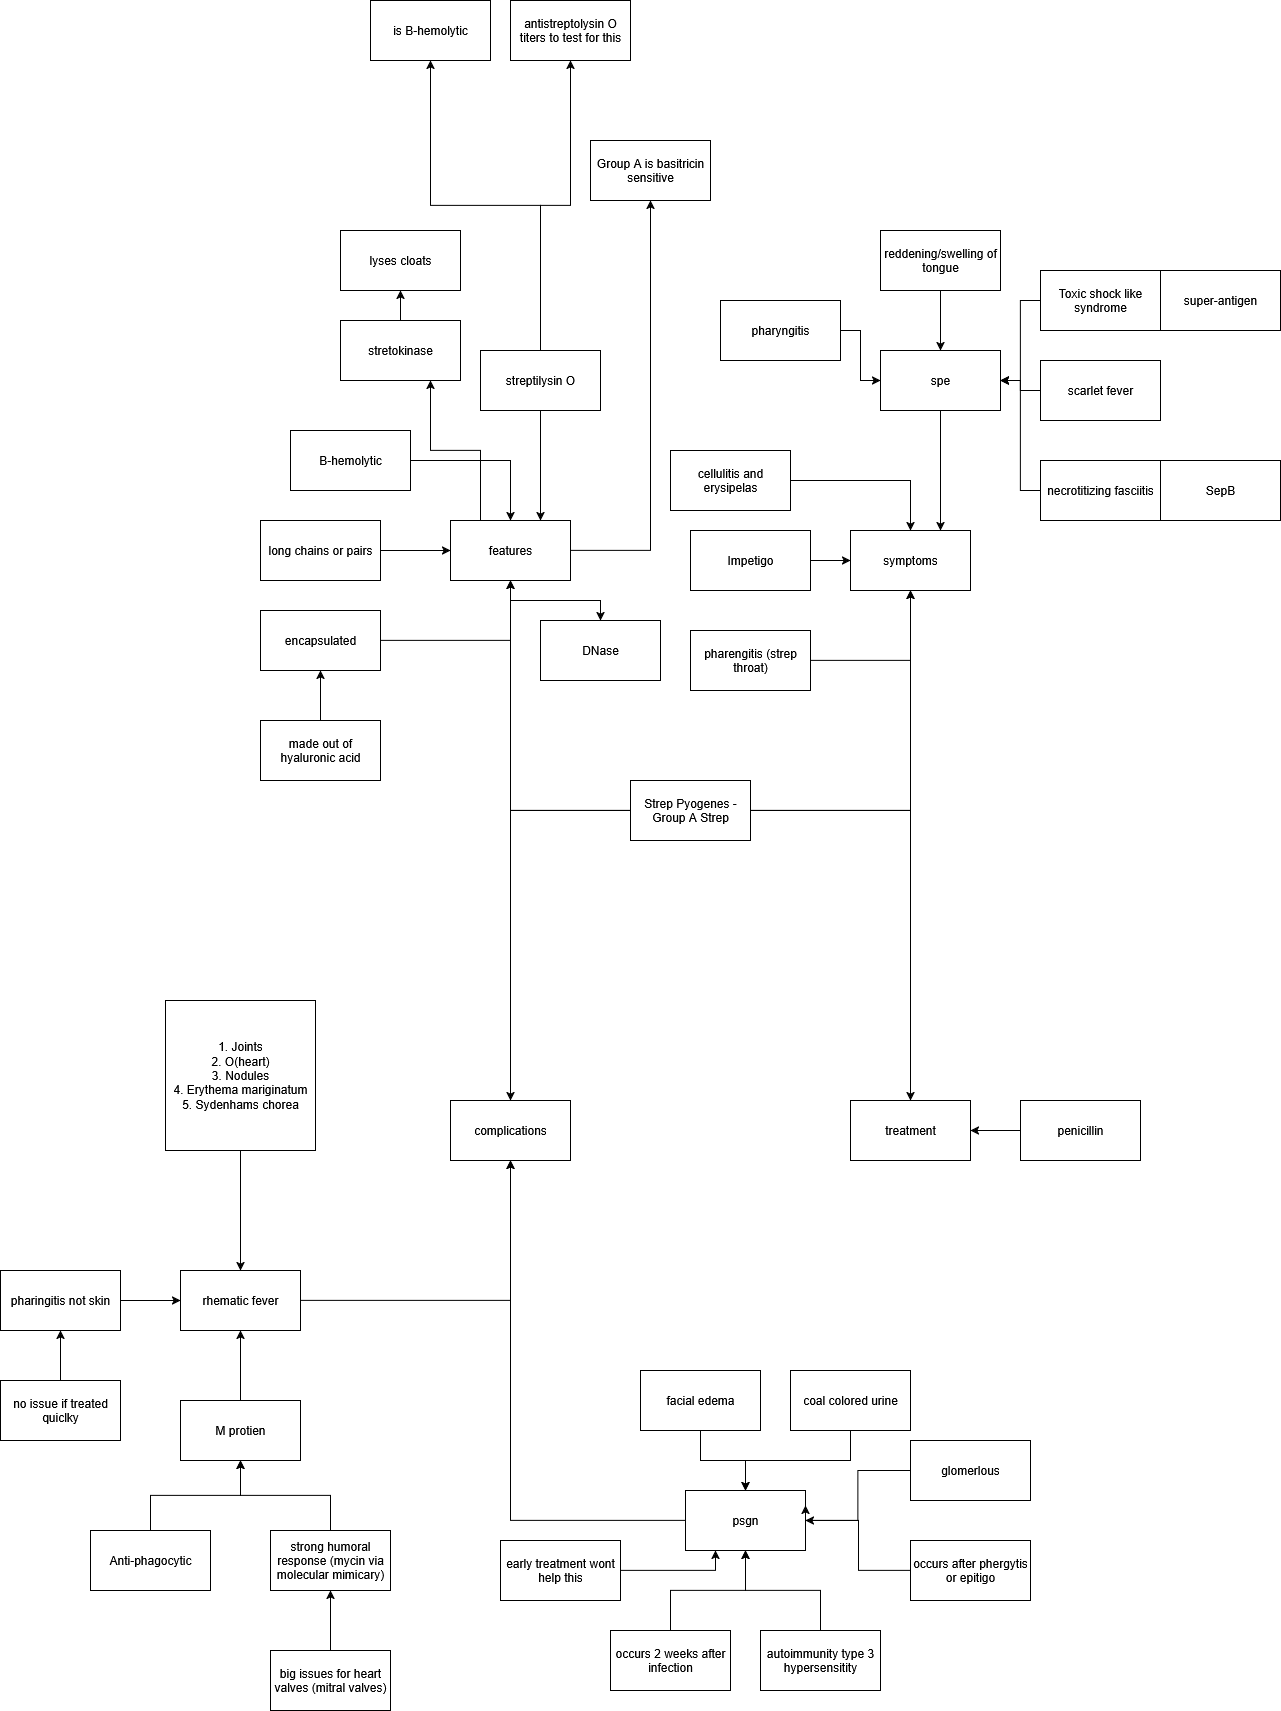 is B-hemolytic
antistreptolysin O
titers to test for this
Group A is basitricin
sensitive
lyses cloats
reddening/swelling of
tongue
Toxic shock like
syndrome
super-antigen
pharyngitis
stretokinase
streptilysin O
spe
scarlet fever
B-hemolytic
cellulitis and
erysipelas
necrotitizing fasciitis
SepB
long chains or pairs
features
Impetigo
symptoms
encapsulated
DNase
pharengitis (strep
throat)
made out of
hyaluronic acid
Strep Pyogenes -
Group A Strep
1. Joints
2. O(heart)
3. Nodules
4. Erythema mariginatum
5. Sydenhams chorea
complications
treatment
penicillin
pharingitis not skin
rhematic fever
no issue if treated
quiclky
M protien
facial edema
coal colored urine
glomerlous
psgn
Anti-phagocytic
strong humoral
response (mycin via
molecular mimicary)
early treatment wont
help this
occurs after phergytis
or epitigo
occurs 2 weeks after
infection
autoimmunity type 3
hypersensitity
big issues for heart
valves (mitral valves)